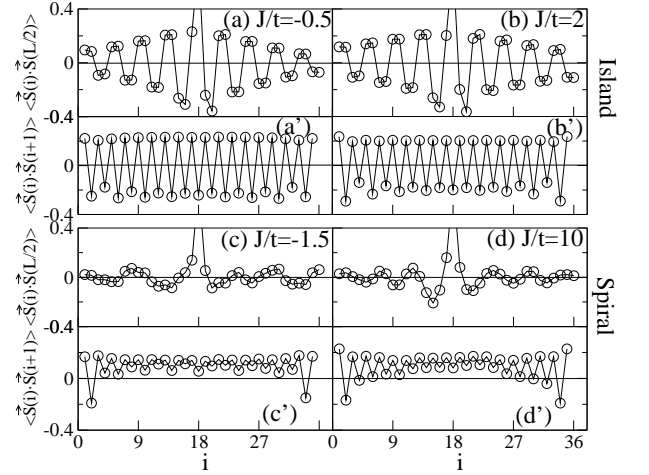 0.4
(a) J/t=-0.5
(b) J/t=2
<S(i)·S(L/2)>
0
-0.4
Island
(a')
(b')
<S(i)·S(i+1)>
0
-0.4
(c) J/t=-1.5
(d) J/t=10
<S(i)·S(L/2)>
0
-0.4
Spiral
<S(i)·S(i+1)>
0
(c')
(d')
-0.4
0 9 18 27 0 9 18 27 36
i i